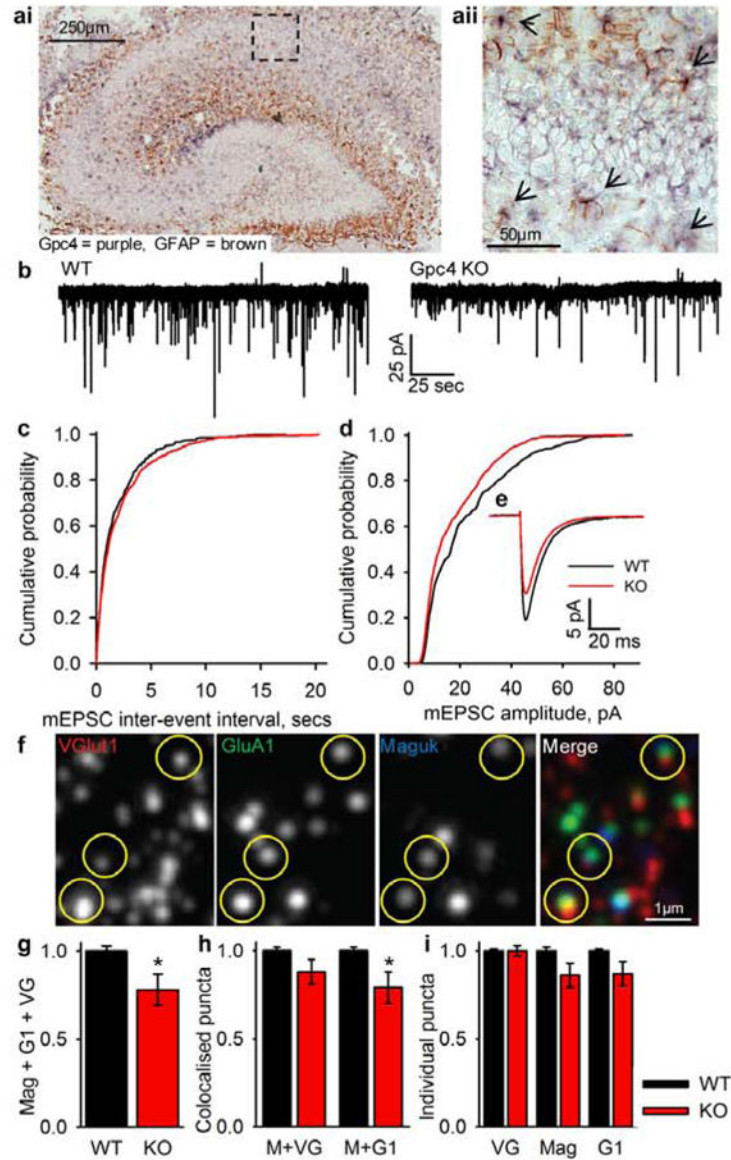 ai
250µm
Gpc4 = purple, GFAP = brown
aii
50µm
b
WT
Gpc4 KO
25 pA
25 sec
c
Cumulative probability
1.0
0.8
0.6
0.4
0.2
0.0
0 5 10 15 20
mEPSC inter-event interval, secs
d
Cumulative probability
1.0
0.8
0.6
0.4
0.2
0.0
0 20 40 60 80
mEPSC amplitude, pA
e
WT
KO
5 pA
20 ms
f
VGlut1
GluA1
Maguk
Merge
1µm
g
Mag + G1 + VG
1.0
0.5
0.0
*
WT KO
h
Colocalised puncta
1.0
0.5
0.0
*
M+VG M+G1
i
Individual puncta
1.0
0.5
0.0
VG Mag G1
WT
KO